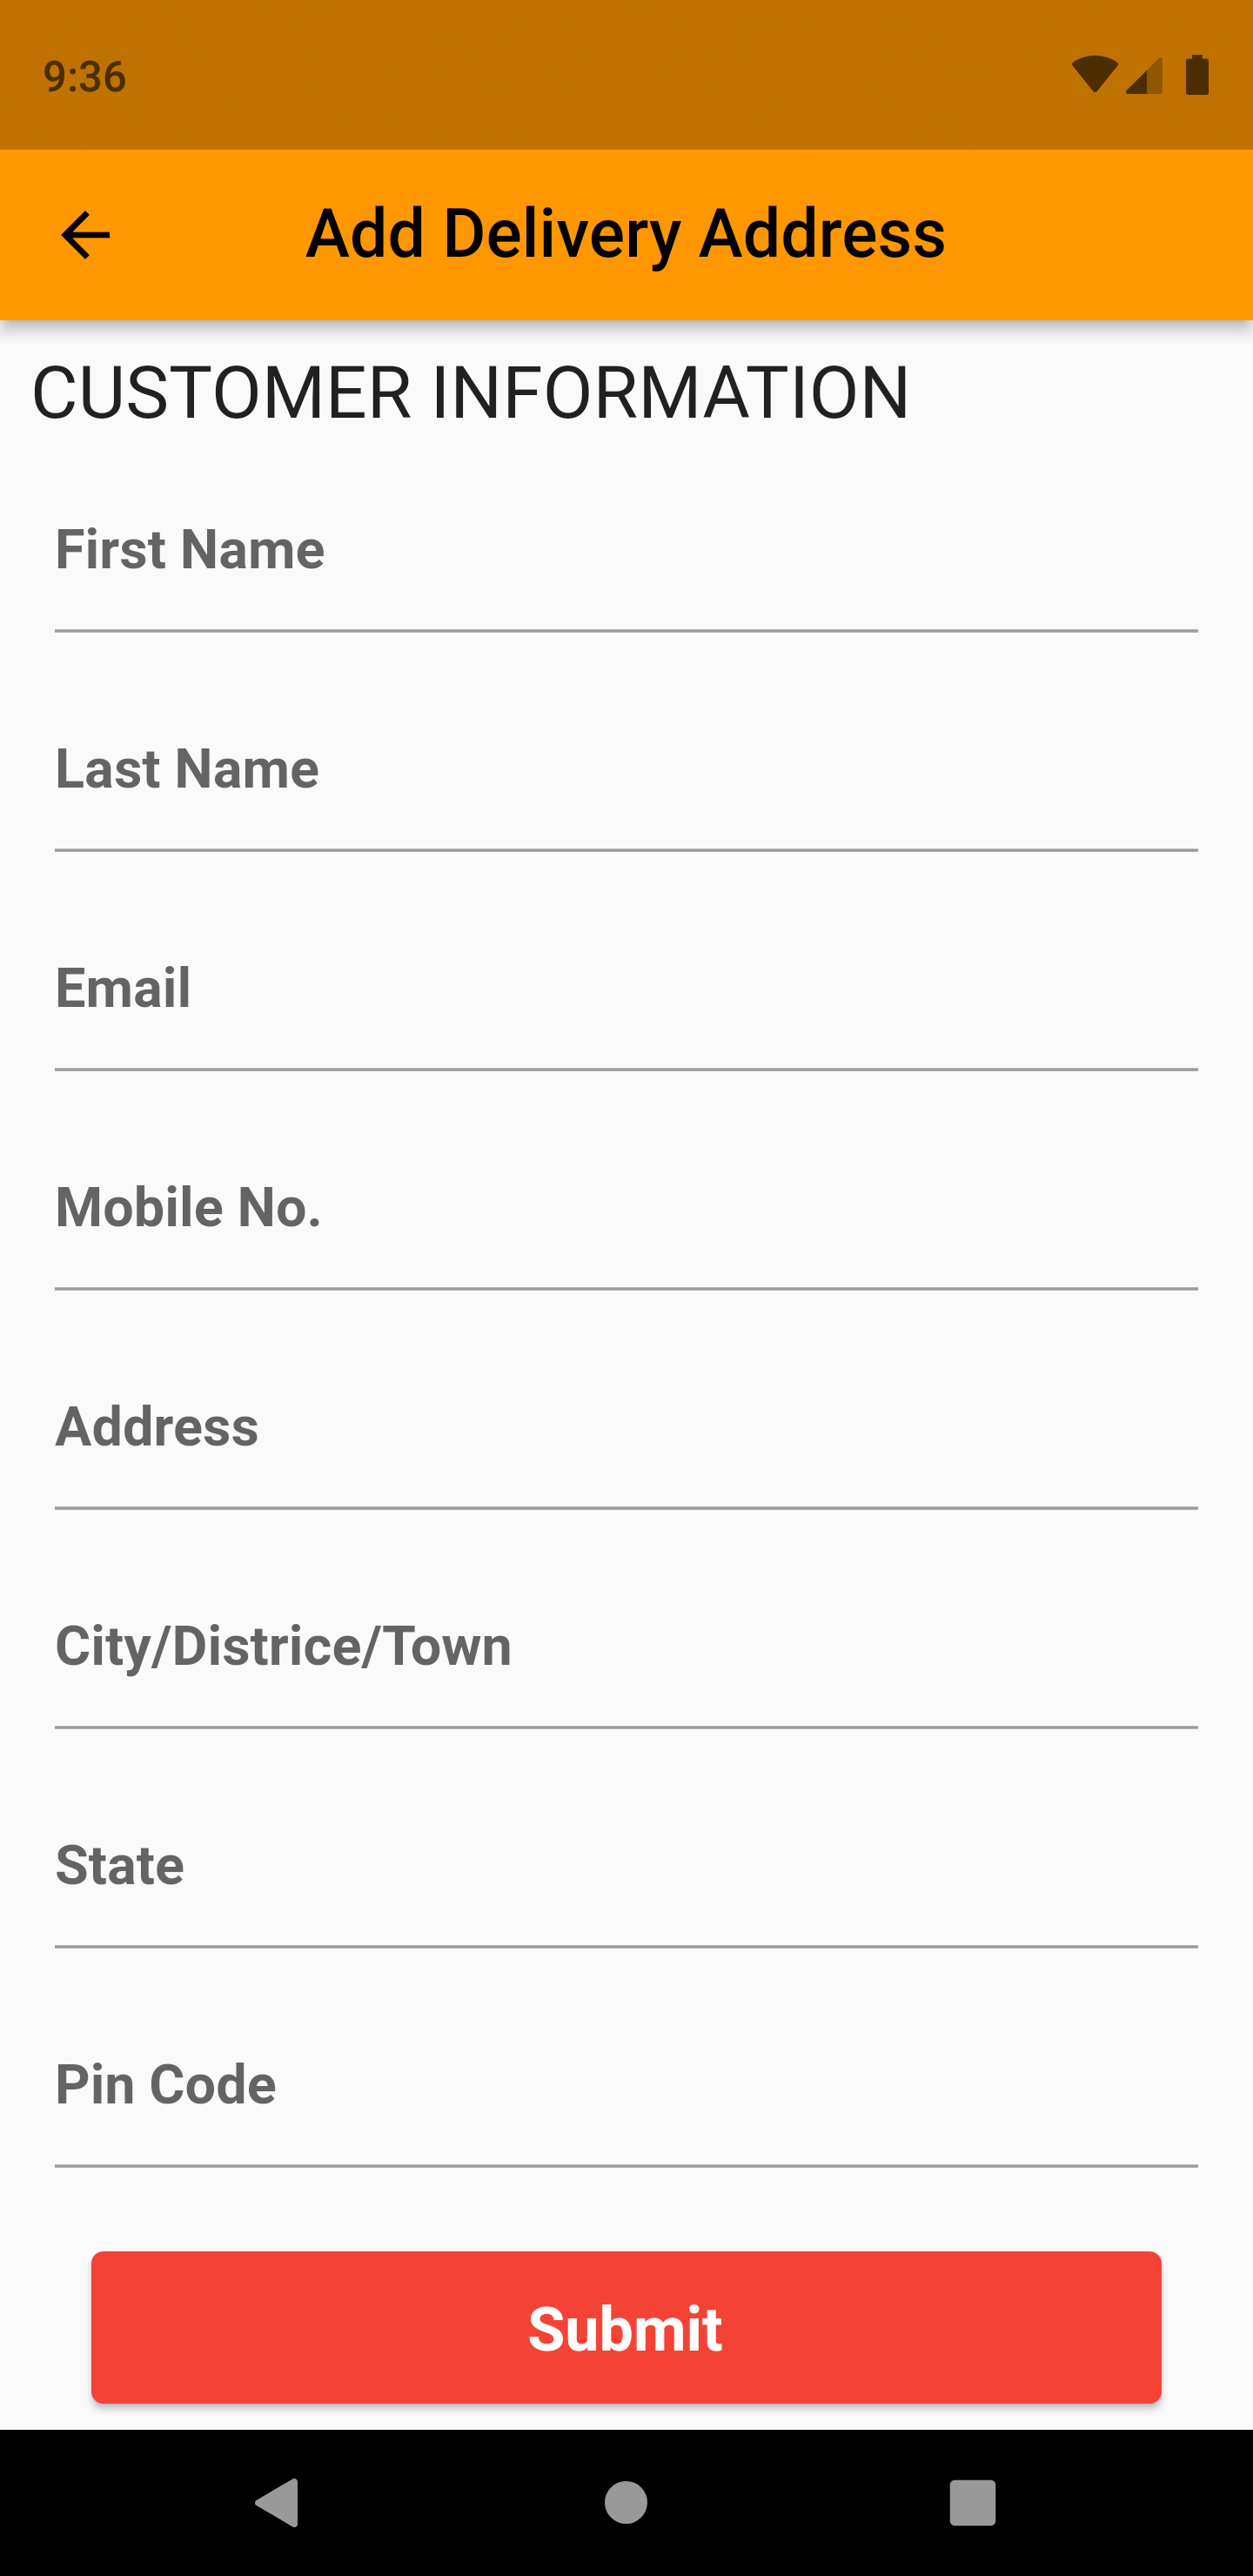 9:36
Add Delivery Address
CUSTOMER INFORMATION
First Name
Last Name
Email
Mobile No.
Address
City/Districe/Town
State
Pin Code
Submit